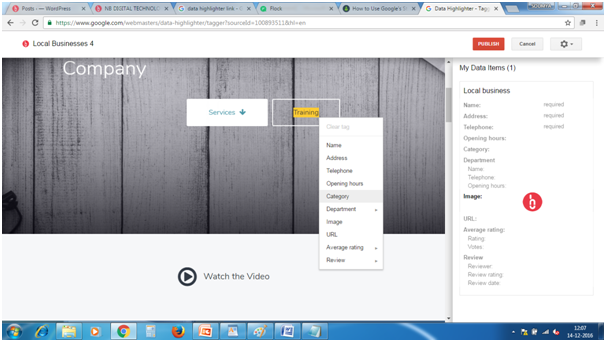 Posts — WordPress
NB DIGITAL TECHNOLO
data highlighter link -
Flock
How to Use Google's S
Data Highlighter - Tagg
https://www.google.com/webmasters/data-highlighter/tagger?sourceid=100893511&hl=en
Local Businesses 4
PUBLISH
Cancel
Company
Services
Training
Clear tag
Name
Address
Telephone
Opening hours
Category
Department
Image
URL
Average rating
Review
Watch the Video
My Data Items (1)
Local business
Name: required
Address: required
Telephone: required
Opening hours:
Category:
Department
Name:
Telephone:
Opening hours:
Image:
URL:
Average rating:
Rating:
Votes:
Review
Reviewer:
Review rating:
Review date:
12:07
14-12-2016